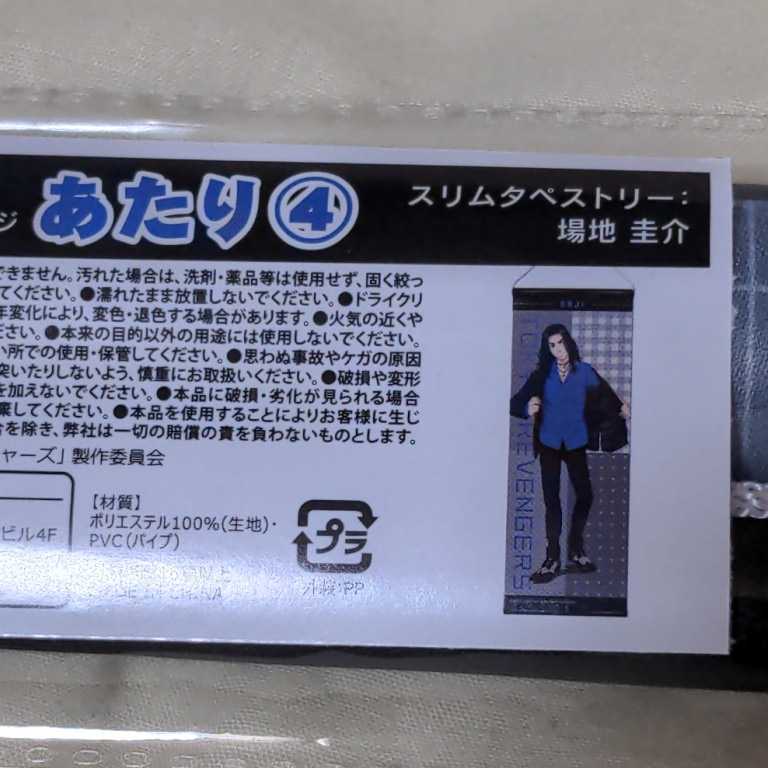 ジ あたり④
スリムタペストリー：
場地 圭介
できません。汚れた場合は、洗剤・薬品等は使用せず、固く絞っ
てください。●濡れたまま放置しないでください。●ドライクリ
年変化により、変色・退色する場合があります。●火気の近くや
ださい。●本来の目的以外の用途には使用しないでください。
い所での使用・保管してください。●思わぬ事故やケガの原因
突いたりしないよう、慎重にお取扱いください。●破損や変形
を加えないでください。●本品に破損・劣化が見られる場合
棄してください。●本品を使用することによりお客様に生じ
合を除き、弊社は一切の賠償の責を負わないものとします。
ャーズ」製作委員会
ビル4F
【材質】
ポリエステル100%(生地)・
PVC(パイプ)
プラ
外袋:PP
BAJI
REVENGERS